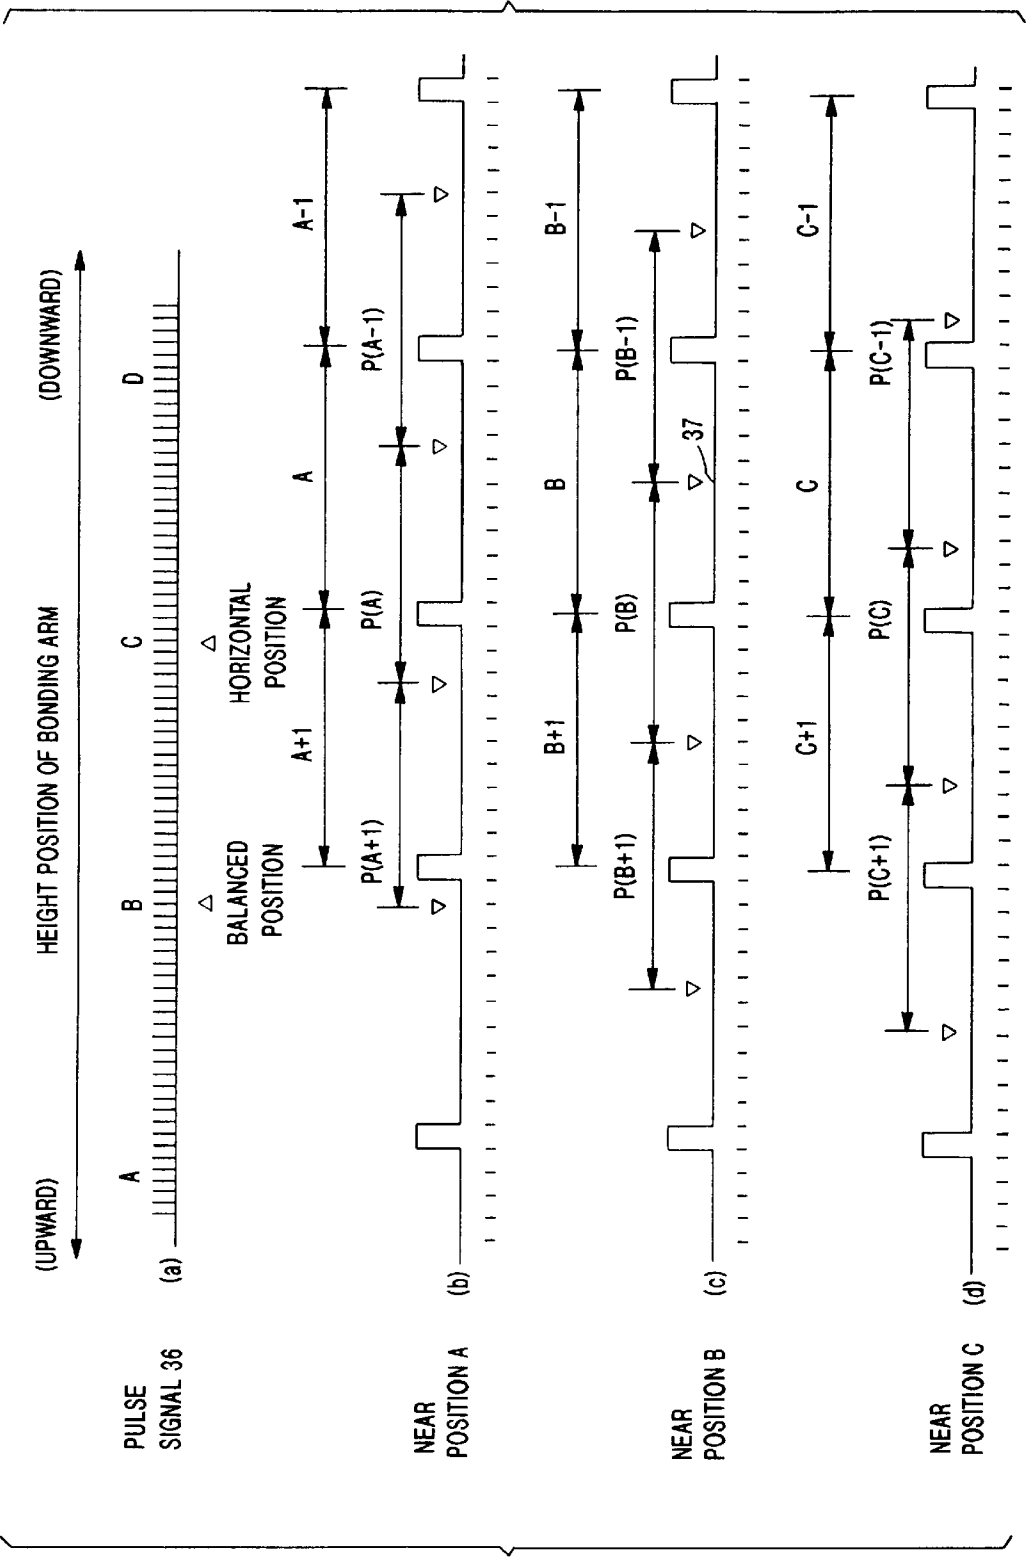 HEIGHT POSITION OF BONDING ARM
(UPWARD)
(DOWNWARD)
PULSE
SIGNAL 36
(a)
A
B
C
D
BALANCED
POSITION
HORIZONTAL
POSITION
NEAR
POSITION A
(b)
A+1
A
A-1
P(A+1)
P(A)
P(A-1)
NEAR
POSITION B
(c)
B+1
B
B-1
P(B+1)
P(B)
P(B-1)
37
NEAR
POSITION C
(d)
C+1
C
C-1
P(C+1)
P(C)
P(C-1)